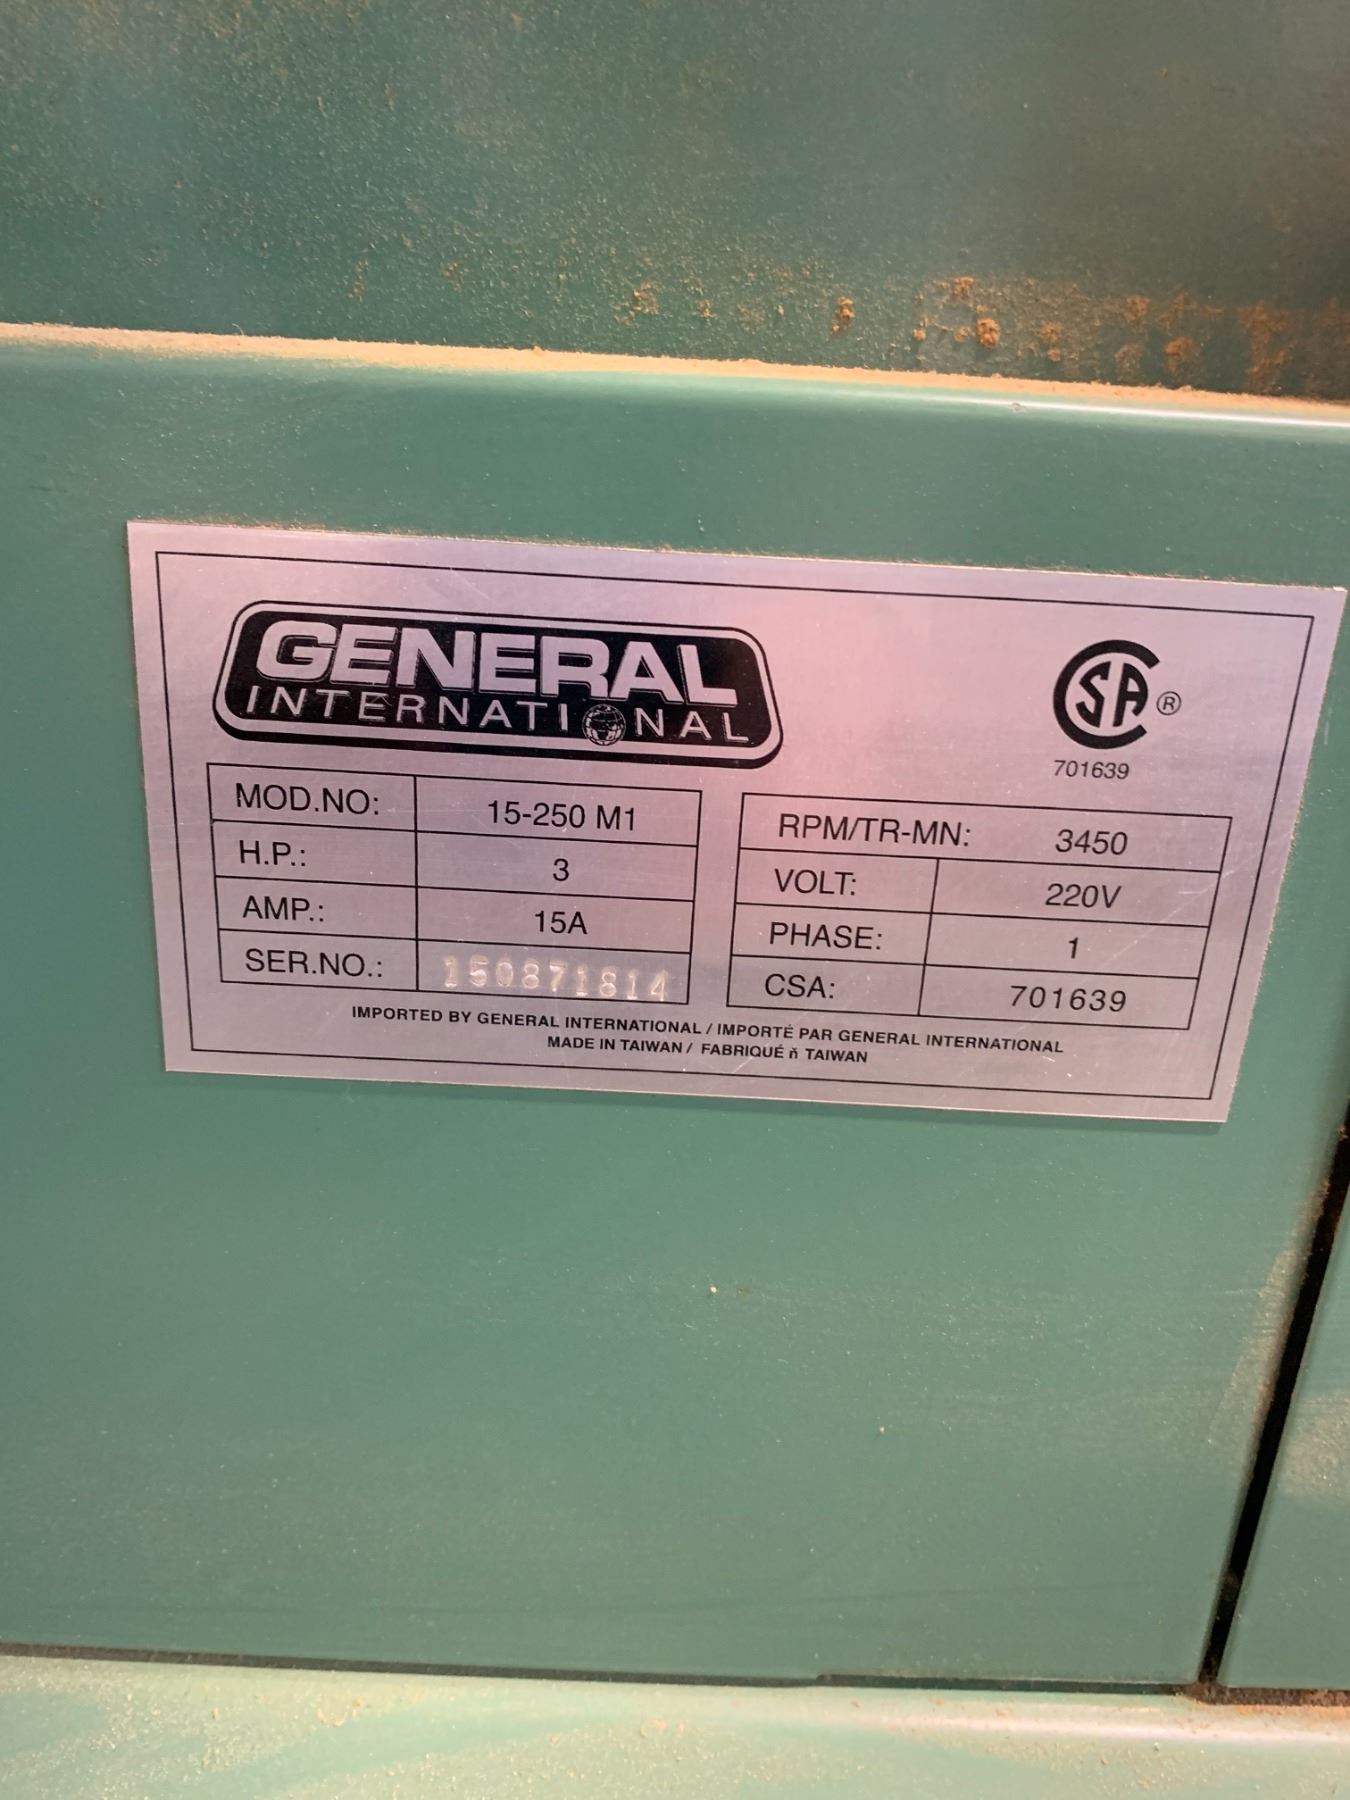 GENERAL
INTERNATIONAL
CSA ®
701639
MOD.NO: 15-250 M1
H.P.: 3
AMP.: 15A
SER.NO.: 150871814
RPM/TR-MN: 3450
VOLT: 220V
PHASE: 1
CSA: 701639
IMPORTED BY GENERAL INTERNATIONAL / IMPORTÉ PAR GENERAL INTERNATIONAL
MADE IN TAIWAN / FABRIQUÉ ň TAIWAN